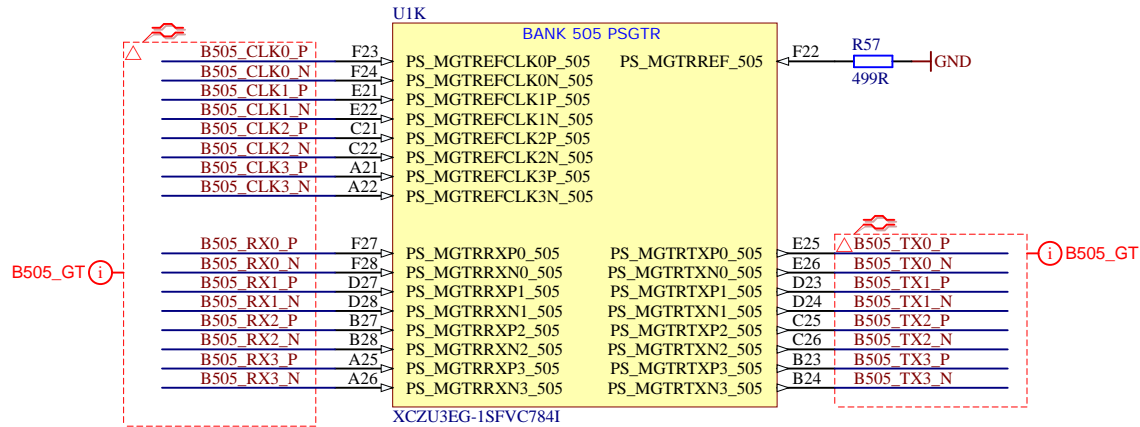 U1K
BANK 505 PSGTR
B505_CLK0_P F23 PS_MGTREFCLK0P_505 PS_MGTRREF_505 F22 R57 499R GND
B505_CLK0_N F24 PS_MGTREFCLK0N_505
B505_CLK1_P E21 PS_MGTREFCLK1P_505
B505_CLK1_N E22 PS_MGTREFCLK1N_505
B505_CLK2_P C21 PS_MGTREFCLK2P_505
B505_CLK2_N C22 PS_MGTREFCLK2N_505
B505_CLK3_P A21 PS_MGTREFCLK3P_505
B505_CLK3_N A22 PS_MGTREFCLK3N_505
B505_RX0_P F27 PS_MGTRRXP0_505 PS_MGTRTXP0_505 E25 B505_TX0_P
B505_RX0_N F28 PS_MGTRRXN0_505 PS_MGTRTXN0_505 E26 B505_TX0_N
B505_GT i B505_RX1_P D27 PS_MGTRRXP1_505 PS_MGTRTXP1_505 D23 B505_TX1_P i B505_GT
B505_RX1_N D28 PS_MGTRRXN1_505 PS_MGTRTXN1_505 D24 B505_TX1_N
B505_RX2_P B27 PS_MGTRRXP2_505 PS_MGTRTXP2_505 C25 B505_TX2_P
B505_RX2_N B28 PS_MGTRRXN2_505 PS_MGTRTXN2_505 C26 B505_TX2_N
B505_RX3_P A25 PS_MGTRRXP3_505 PS_MGTRTXP3_505 B23 B505_TX3_P
B505_RX3_N A26 PS_MGTRRXN3_505 PS_MGTRTXN3_505 B24 B505_TX3_N
XCZU3EG-1SFVC784I